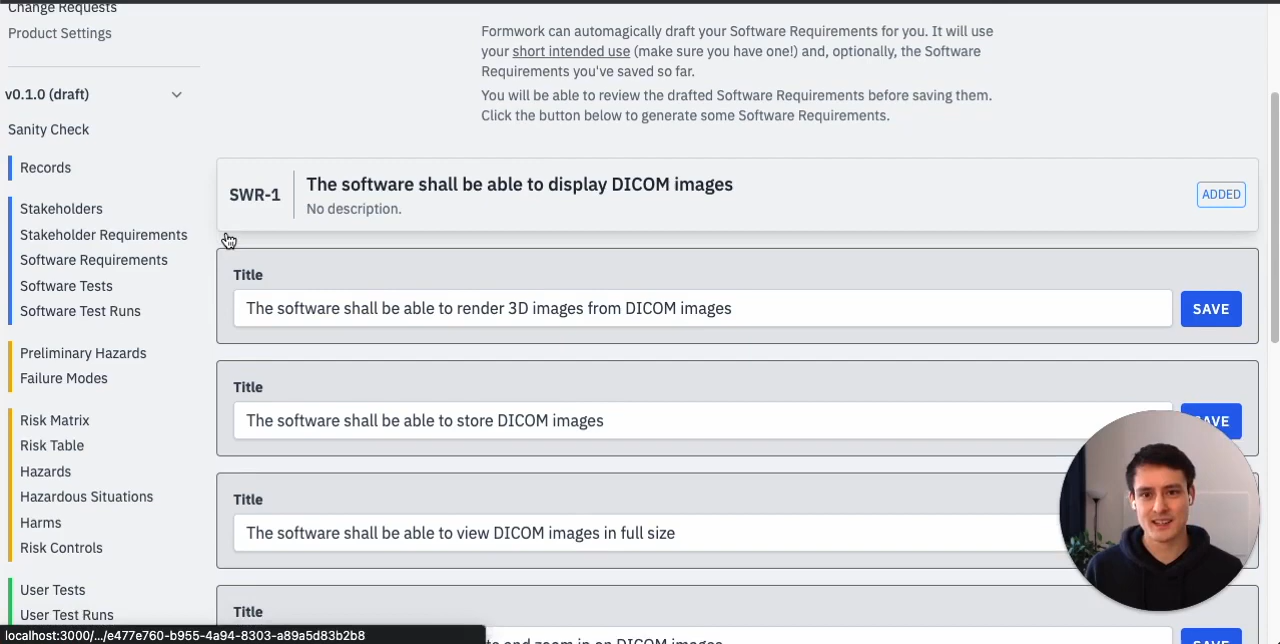 Change Requests
Product Settings
v0.1.0 (draft)
Sanity Check
Records
Stakeholders
Stakeholder Requirements
Software Requirements
Software Tests
Software Test Runs
Preliminary Hazards
Failure Modes
Risk Matrix
Risk Table
Hazards
Hazardous Situations
Harms
Risk Controls
User Tests
User Test Runs
localhost:3000/.../e477e760-b955-4a94-8303-a89a5d83b2b8
Formwork can automagically draft your Software Requirements for you. It will use
your short intended use (make sure you have one!) and, optionally, the Software
Requirements you've saved so far.
You will be able to review the drafted Software Requirements before saving them.
Click the button below to generate some Software Requirements.
SWR-1
The software shall be able to display DICOM images
No description.
ADDED
Title
The software shall be able to render 3D images from DICOM images
SAVE
Title
The software shall be able to store DICOM images
SAVE
Title
The software shall be able to view DICOM images in full size
Title
and zoom in on DICOM images
SAVE